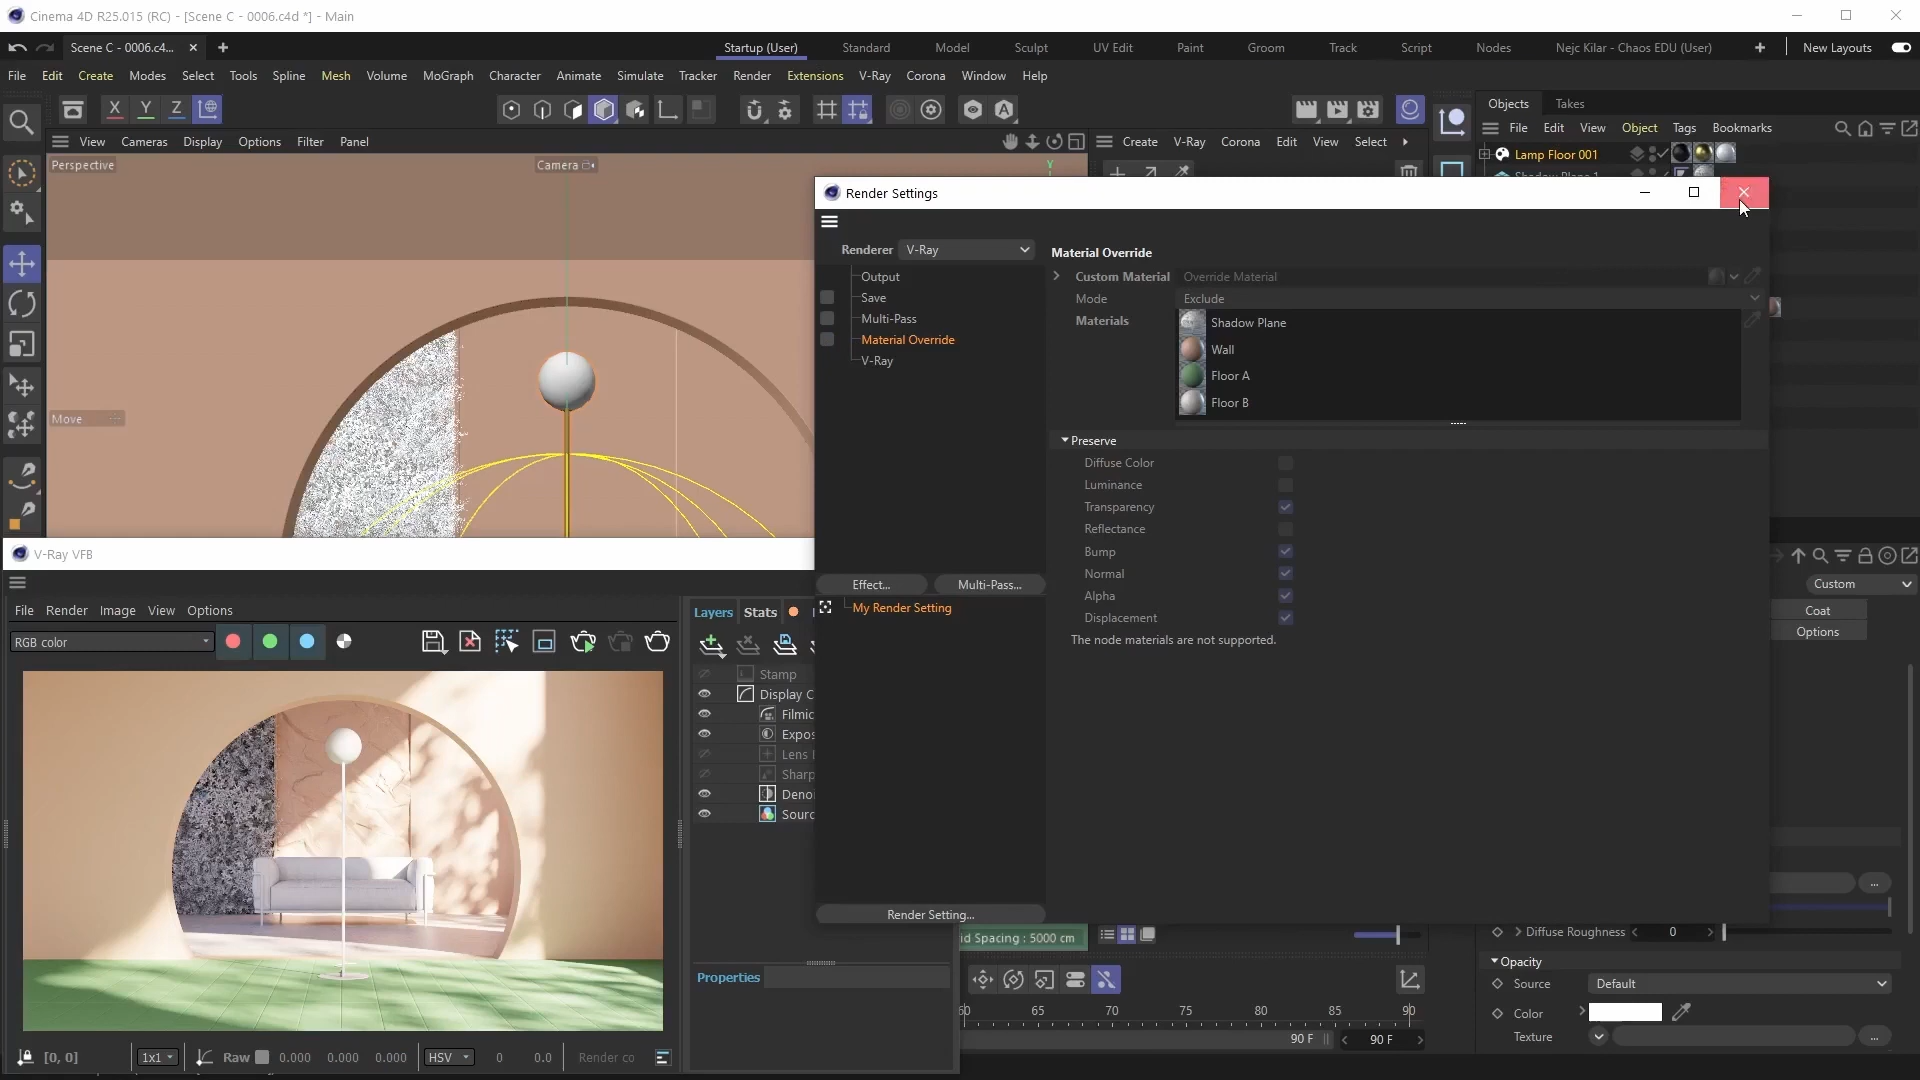 Cinema 4D R25.015 (RC) - [Scene C - 0006.c4d *] - Main
Scene C - 0006.c4...
Startup (User) Standard Model Sculpt UV Edit Paint Groom Track Script Nodes Nejc Kilar - Chaos EDU (User) New Layouts
File Edit Create Modes Select Tools Spline Mesh Volume MoGraph Character Animate Simulate Tracker Render Extensions V-Ray Corona Window Help
X Y Z
Objects Takes
View Cameras Display Options Filter Panel
Create V-Ray Corona Edit View Select
File Edit View Object Tags Bookmarks
Perspective
Camera
Y
Lamp Floor 001
Shadow Plane 1
Move
Render Settings
Renderer V-Ray
Output
Save
Multi-Pass
Material Override
V-Ray
Effect...
Multi-Pass...
My Render Setting
Render Setting...
Material Override
Custom Material Override Material
Mode Exclude
Materials
Shadow Plane
Wall
Floor A
Floor B
Preserve
Diffuse Color
Luminance
Transparency
Reflectance
Bump
Normal
Alpha
Displacement
The node materials are not supported.
V-Ray VFB
File Render Image View Options
RGB color
Layers Stats
Stamp
Display C
Filmic
Expos
Lens
Sharp
Deno
Sourc
Properties
[0, 0] 1x1 Raw 0.000 0.000 0.000 HSV 0 0.0 Render co
id Spacing : 5000 cm
60 65 70 75 80 85 90
90 F
90 F
Custom
Coat
Options
...
Diffuse Roughness 0
Opacity
Source Default
Color
Texture ...